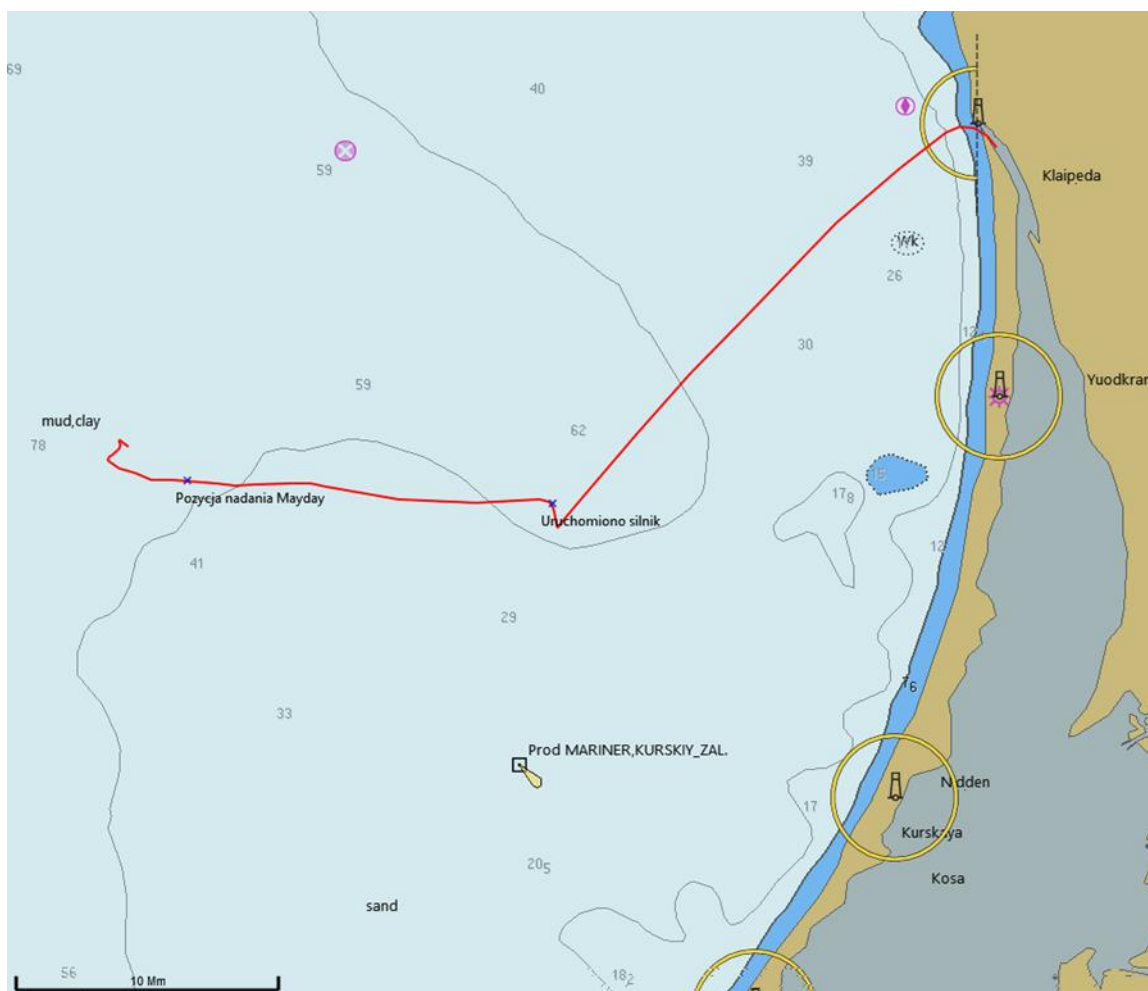 69
40
59
39
Klaipeda
Wk
26
12
30
59
Yuodkran
mud,clay
62
78
15
17₈
Pozycja nadania Mayday
Uruchomiono silnik
12
41
29
7₆
33
Prod MARINER,KURSKIY_ZAL.
Nidden
17
Kurskaya
20₅
Kosa
sand
56
10 Mm
18₂